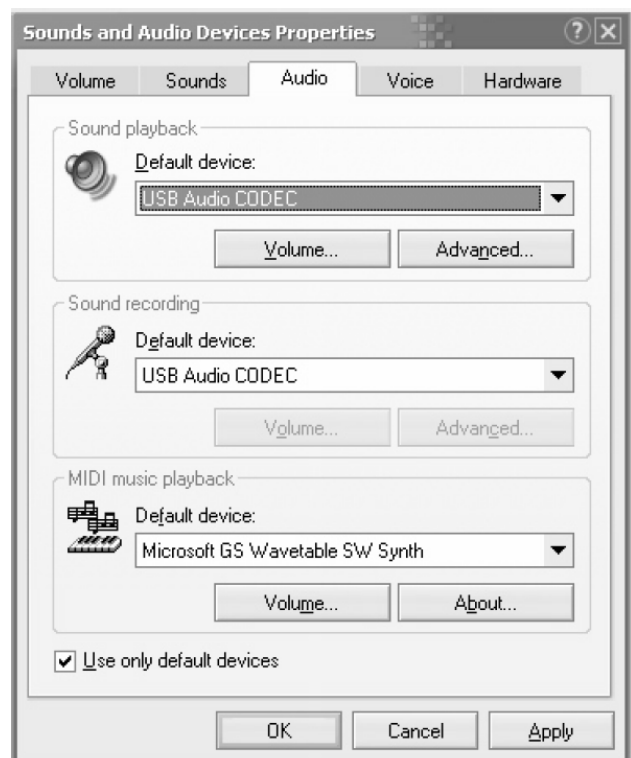 Sounds and Audio Devices Properties
Volume Sounds Audio Voice Hardware
Sound playback
Default device:
USB Audio CODEC
Volume... Advanced...
Sound recording
Default device:
USB Audio CODEC
Volume... Advanced...
MIDI music playback
Default device:
Microsoft GS Wavetable SW Synth
Volume... About...
Use only default devices
OK Cancel Apply